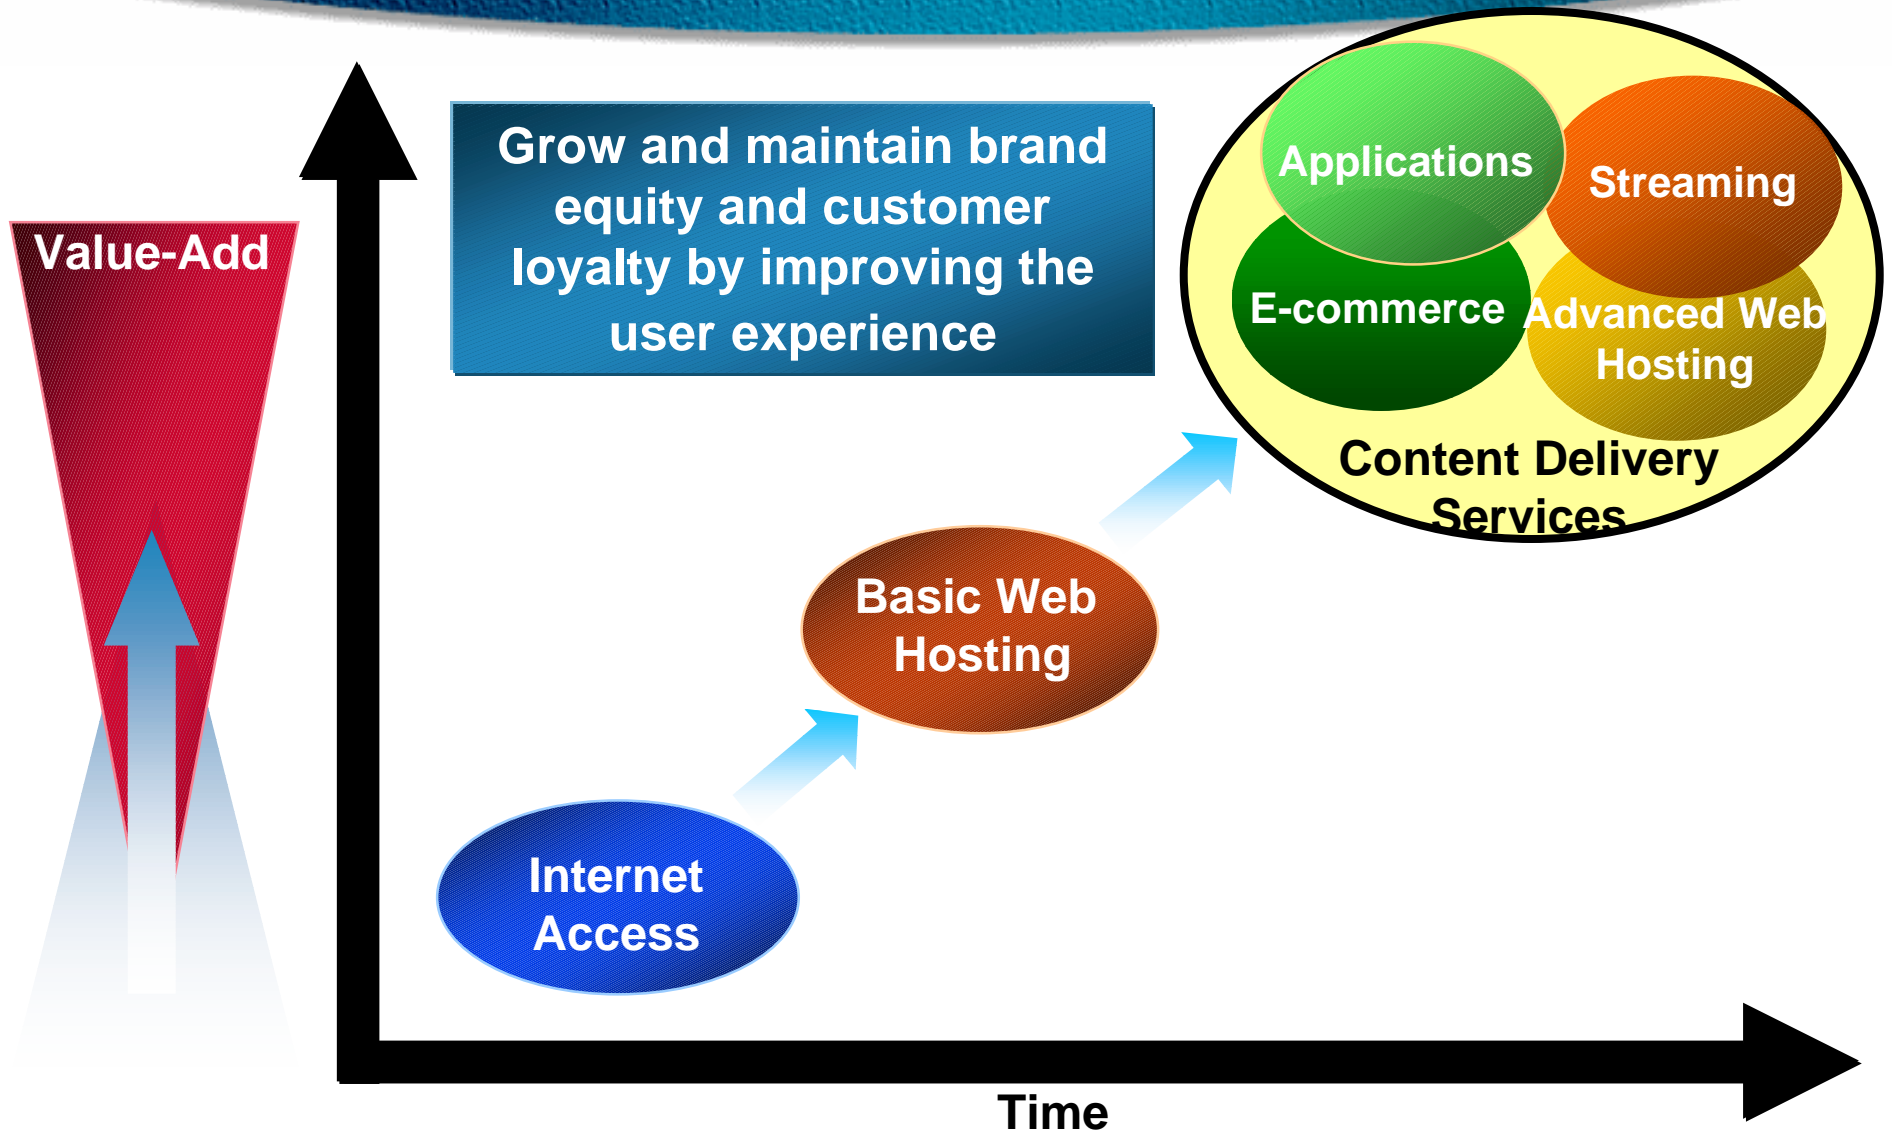 Value-Add
Grow and maintain brand
equity and customer
loyalty by improving the
user experience
Applications
Streaming
E-commerce
Advanced Web
Hosting
Content Delivery
Services
Basic Web
Hosting
Internet
Access
Time